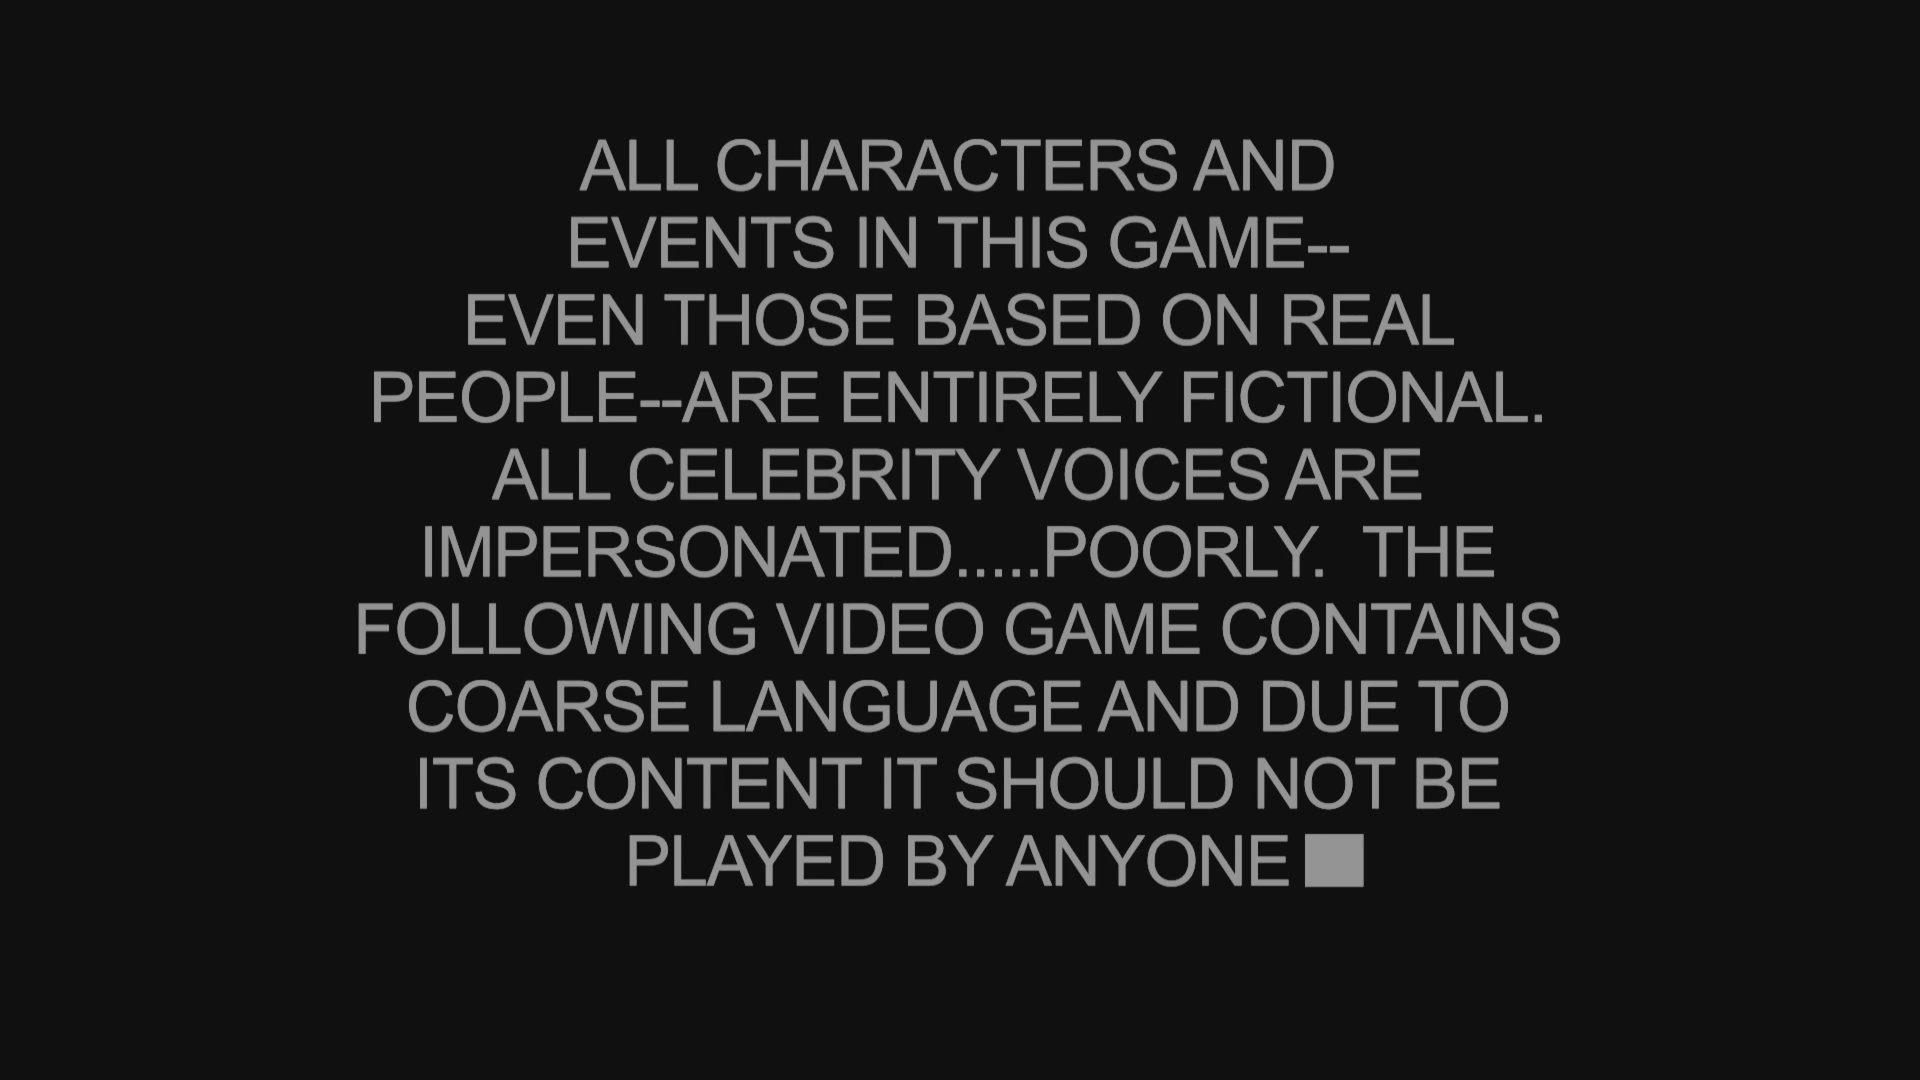 ALL CHARACTERS AND
EVENTS IN THIS GAME--
EVEN THOSE BASED ON REAL
PEOPLE--ARE ENTIRELY FICTIONAL.
ALL CELEBRITY VOICES ARE
IMPERSONATED.....POORLY.  THE
FOLLOWING VIDEO GAME CONTAINS
COARSE LANGUAGE AND DUE TO
ITS CONTENT IT SHOULD NOT BE
PLAYED BY ANYONE